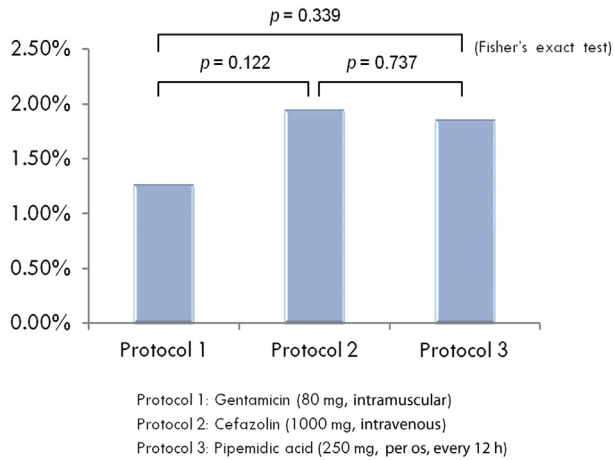 p = 0.339
(Fisher's exact test)
2.50%
p = 0.122
p = 0.737
2.00%
1.50%
1.00%
0.50%
0.00%
Protocol 1
Protocol 2
Protocol 3
Protocol 1: Gentamicin (80 mg, intramuscular)
Protocol 2: Cefazolin (1000 mg, intravenous)
Protocol 3: Pipemidic acid (250 mg, per os, every 12 h)